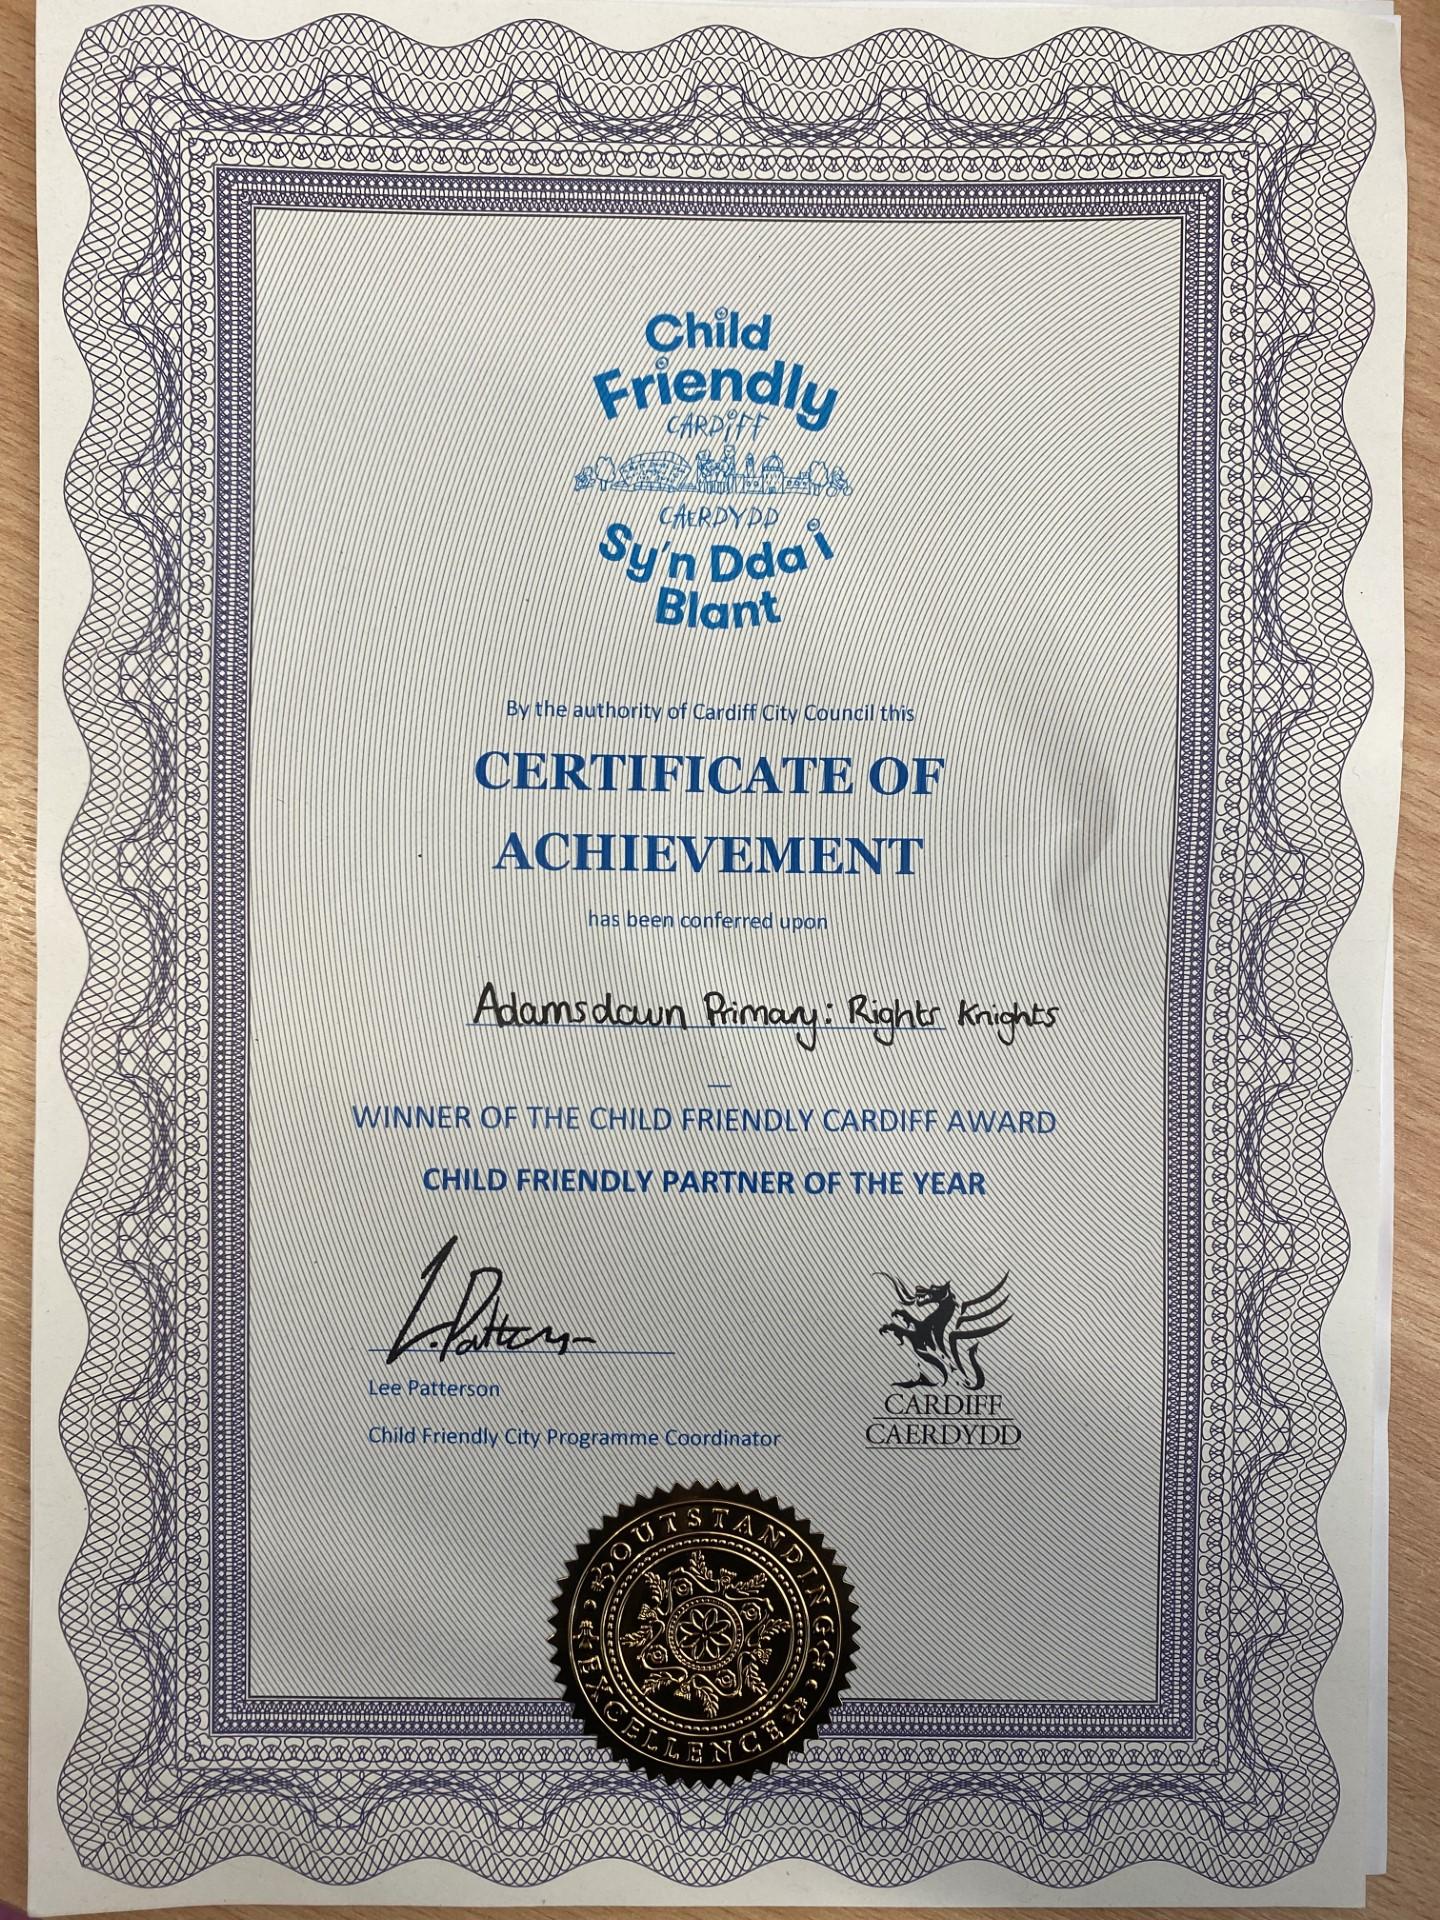 Child
Friendly
CARDIFF
CAERDYDD
Sy'n Dda i
Blant
By the authority of Cardiff City Council this
CERTIFICATE OF
ACHIEVEMENT
has been conferred upon
Adamsdown Primary: Rights Knights
WINNER OF THE CHILD FRIENDLY CARDIFF AWARD
CHILD FRIENDLY PARTNER OF THE YEAR
L. Patterson
Lee Patterson
Child Friendly City Programme Coordinator
CARDIFF
CAERDYDD
OUTSTANDING
EXCELLENCE